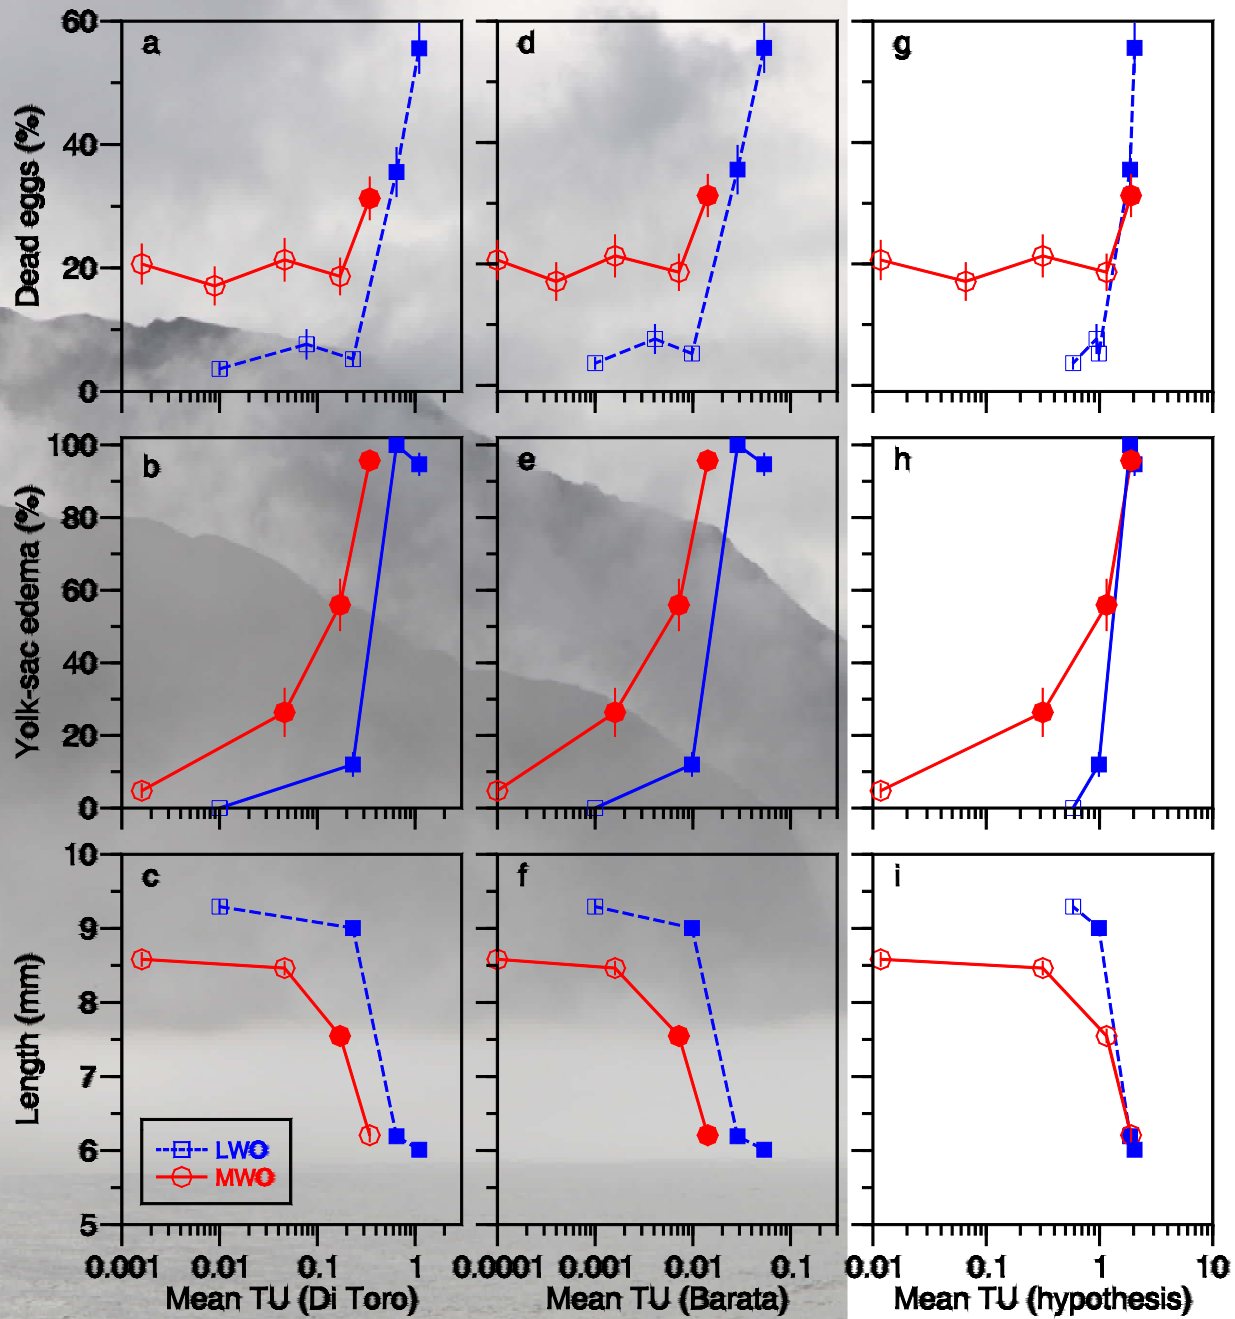 a
d
g
60
40
20
0
Dead eggs (%)
b
e
h
100
80
60
40
20
0
Yolk-sac edema (%)
c
f
i
10
9
8
7
6
5
Length (mm)
LWO
MWO
0.001 0.01 0.1 1
0.0001 0.001 0.01 0.1
0.01 0.1 1 10
Mean TU (Di Toro)
Mean TU (Barata)
Mean TU (hypothesis)